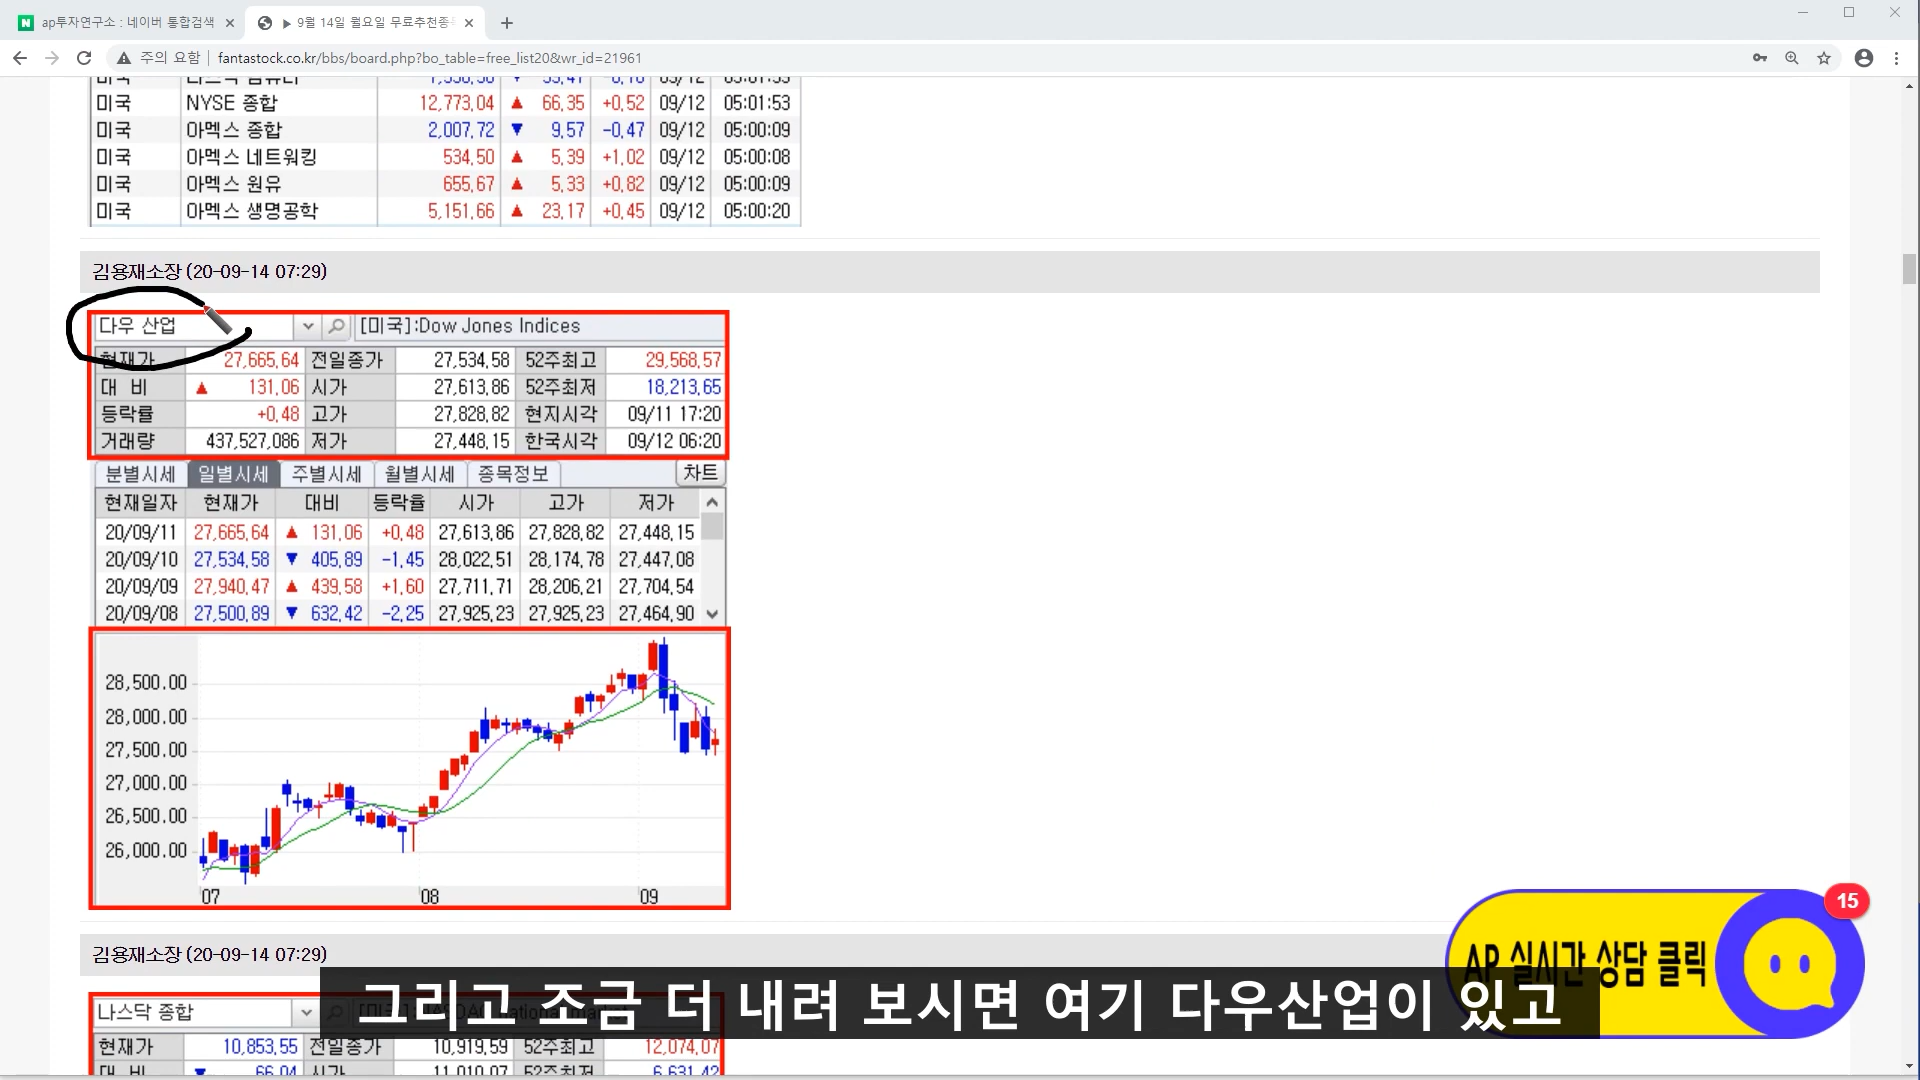 ap투자연구소 : 네이버 통합검색
▶ 9월 14일 월요일 무료추천종
주의 요함 | fantastock.co.kr/bbs/board.php?bo_table=free_list20&wr_id=21961
미국 NYSE 종합 12,773,04 ▲ 66,35 +0,52 09/12 05:01:53
미국 아멕스 종합 2,007,72 ▼ 9,57 -0,47 09/12 05:00:09
미국 아멕스 네트워킹 534,50 ▲ 5,39 +1,02 09/12 05:00:08
미국 아멕스 원유 655,67 ▲ 5,33 +0,82 09/12 05:00:09
미국 아멕스 생명공학 5,151,66 ▲ 23,17 +0,45 09/12 05:00:20
김용재소장 (20-09-14 07:29)
다우 산업 [미국]:Dow Jones Indices
현재가 27,665,64 전일종가 27,534,58 52주최고 29,568,57
대 비 ▲ 131,06 시가 27,613,86 52주최저 18,213,65
등락률 +0,48 고가 27,828,82 현지시각 09/11 17:20
거래량 437,527,086 저가 27,448,15 한국시각 09/12 06:20
분별시세 일별시세 주별시세 월별시세 종목정보 차트
현재일자 현재가 대비 등락율 시가 고가 저가
20/09/11 27,665,64 ▲ 131,06 +0,48 27,613,86 27,828,82 27,448,15
20/09/10 27,534,58 ▼ 405,89 -1,45 28,022,51 28,174,78 27,447,08
20/09/09 27,940,47 ▲ 439,58 +1,60 27,711,71 28,206,21 27,704,54
20/09/08 27,500,89 ▼ 632,42 -2,25 27,925,23 27,925,23 27,464,90
28,500.00
28,000.00
27,500.00
27,000.00
26,500.00
26,000.00
07 08 09
15
AP 실시간 상담 클릭
김용재소장 (20-09-14 07:29)
나스닥 종합
그리고 조금 더 내려 보시면 여기 다우산업이 있고
현재가 10,853,55 전일종가 10,919,59 52주최고 12,074,07
대 비 ▼ 66,04 시가 11,010,07 52주최저 6,631,42